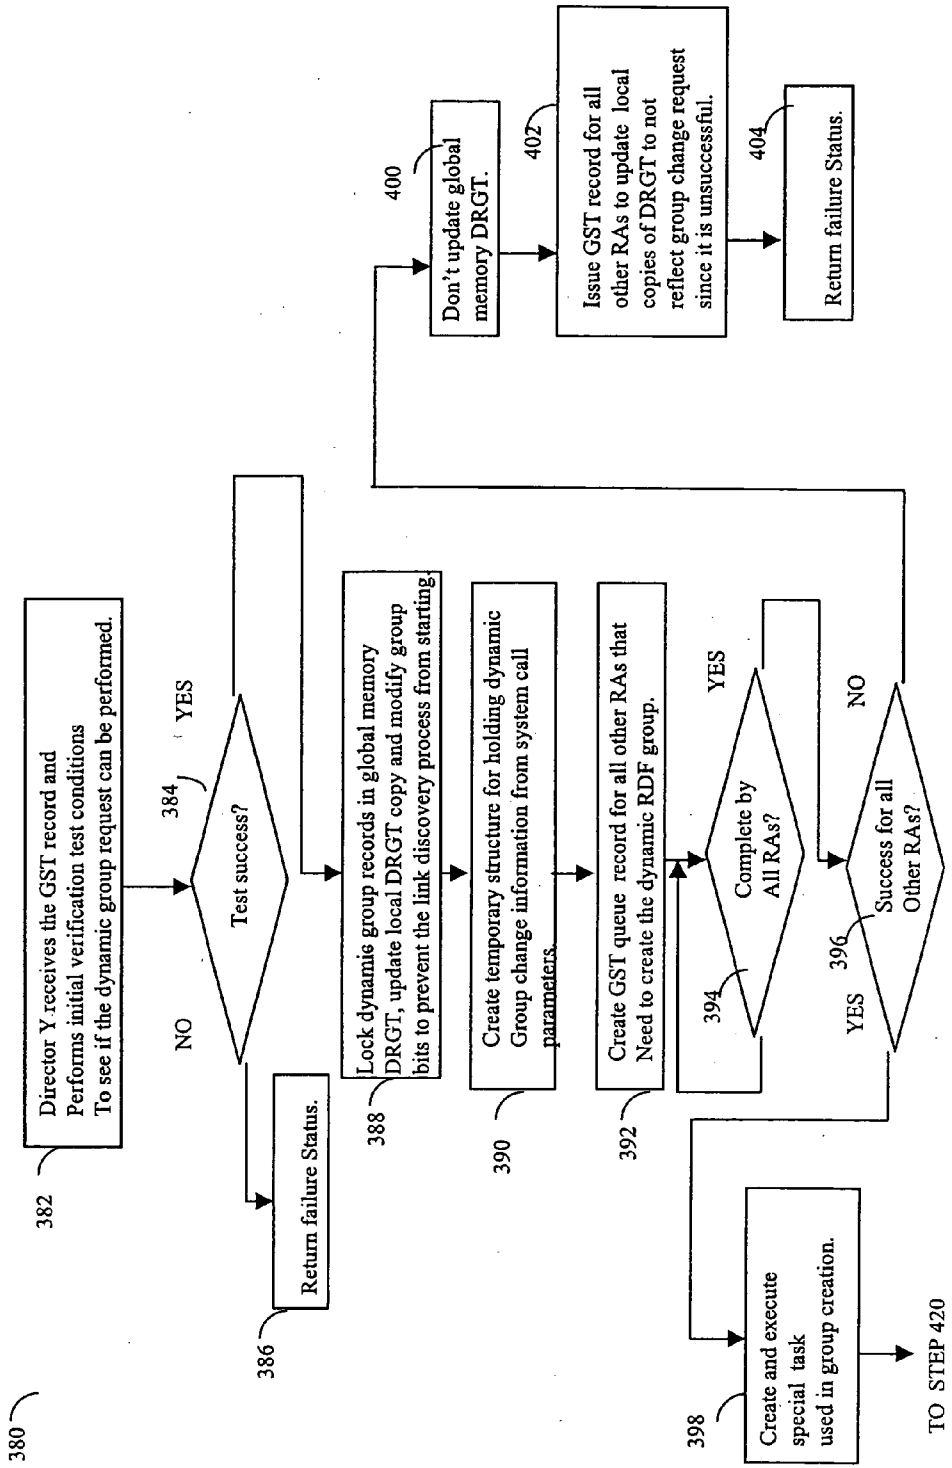 380
382
Director Y receives the GST record and
Performs initial verification test conditions
To see if the dynamic group request can be performed.
384
Test success?
NO
YES
386
Return failure Status.
388
Lock dynamic group records in global memory
DRGT, update local DRGT copy and modify group
bits to prevent the link discovery process from starting.
390
Create temporary structure for holding dynamic
Group change information from system call
parameters.
392
Create GST queue record for all other RAs that
Need to create the dynamic RDF group.
394
Complete by
All RAs?
YES
396
Success for all
Other RAs?
YES
NO
398
Create and execute
special task
used in group creation.
TO STEP 420
400
Don't update global
memory DRGT.
402
Issue GST record for all
other RAs to update local
copies of DRGT to not
reflect group change request
since it is unsuccessful.
404
Return failure Status.